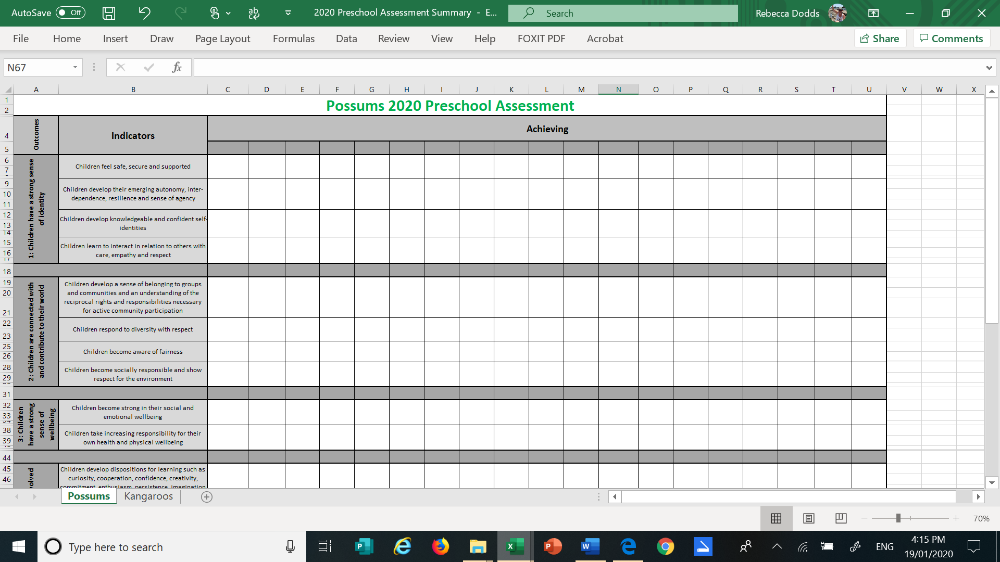 AutoSave Off
2020 Preschool Assessment Summary - E...
Search
Rebecca Dodds
File Home Insert Draw Page Layout Formulas Data Review View Help FOXIT PDF Acrobat Share Comments
N67
fx
A B C D E F G H I J K L M N O P Q R S T U V W X
1
2
Possums 2020 Preschool Assessment
4
Outcomes
Indicators
Achieving
5
6
7
9
10
11
12
13
14
15
16
17
1: Children have a strong sense
of identity
Children feel safe, secure and supported
Children develop their emerging autonomy, inter-
dependence, resilience and sense of agency
Children develop knowledgeable and confident self-
identities
Children learn to interact in relation to others with
care, empathy and respect
18
19
20
21
22
23
25
26
28
29
2: Children are connected with
and contribute to their world
Children develop a sense of belonging to groups
and communities and an understanding of the
reciprocal rights and responsibilities necessary
for active community participation
Children respond to diversity with respect
Children become aware of fairness
Children become socially responsible and show
respect for the environment
31
32
33
38
39
3: Children
have a strong
sense of
wellbeing
Children become strong in their social and
emotional wellbeing
Children take increasing responsibility for their
own health and physical wellbeing
44
45
46
volved
Children develop dispositions for learning such as
curiosity, cooperation, confidence, creativity,
commitment, enthusiasm, persistence, imagination
Possums Kangaroos
70%
Type here to search
ENG
4:15 PM
19/01/2020